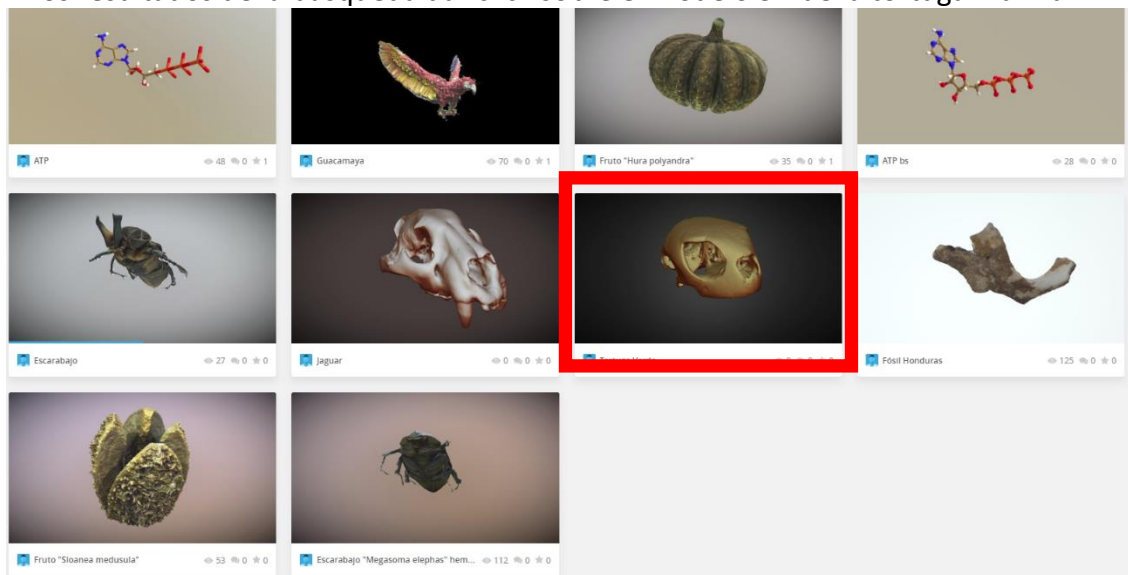 ATP 48 0 1
Guacamaya 70 0 1
Fruto "Hura polyandra" 35 0 1
ATP bs 28 0 0
Escarabajo 27 0 0
Jaguar 0 0 0
Fósil Honduras 125 0 0
Fruto "Sloanea medusula" 53 0 0
Escarabajo "Megasoma elephas" hem... 112 0 0